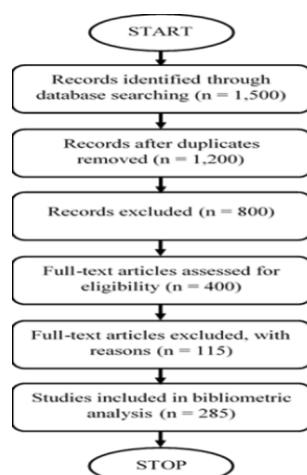 START
Records identified through
database searching (n = 1,500)
Records after duplicates
removed (n = 1,200)
Records excluded (n = 800)
Full-text articles assessed for
eligibility (n = 400)
Full-text articles excluded, with
reasons (n = 115)
Studies included in bibliometric
analysis (n = 285)
STOP